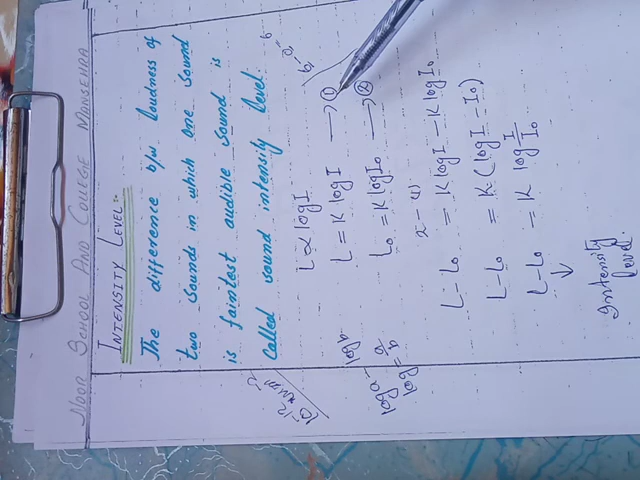 NOOR SCHOOL AND COLLEGE MANSEHRA
INTENSITY LEVEL:-
The difference b/w loudness of
two sounds in which one sound
is faintest audible sound is
Called sound intensity level.
L ∝ log I
L = K log I → ①
L₀ = K log I₀ → ②
2 - (1)
L - L₀ = K log I - K log I₀
L - L₀ = K (log I - I₀)
L - L₀ = K log I/I₀
↓
Intensity
level.
10⁻¹²
log a - log b
log = a/b